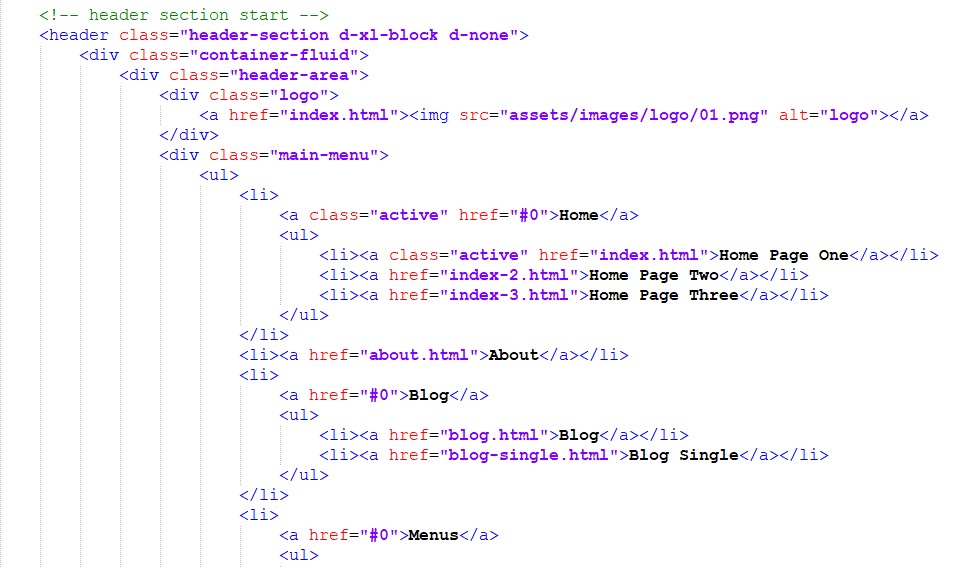 <!-- header section start -->
<header class="header-section d-xl-block d-none">
<div class="container-fluid">
<div class="header-area">
<div class="logo">
<a href="index.html"><img src="assets/images/logo/01.png" alt="logo"></a>
</div>
<div class="main-menu">
<ul>
<li>
<a class="active" href="#0">Home</a>
<ul>
<li><a class="active" href="index.html">Home Page One</a></li>
<li><a href="index-2.html">Home Page Two</a></li>
<li><a href="index-3.html">Home Page Three</a></li>
</ul>
</li>
<li><a href="about.html">About</a></li>
<li>
<a href="#0">Blog</a>
<ul>
<li><a href="blog.html">Blog</a></li>
<li><a href="blog-single.html">Blog Single</a></li>
</ul>
</li>
<li>
<a href="#0">Menus</a>
<ul>